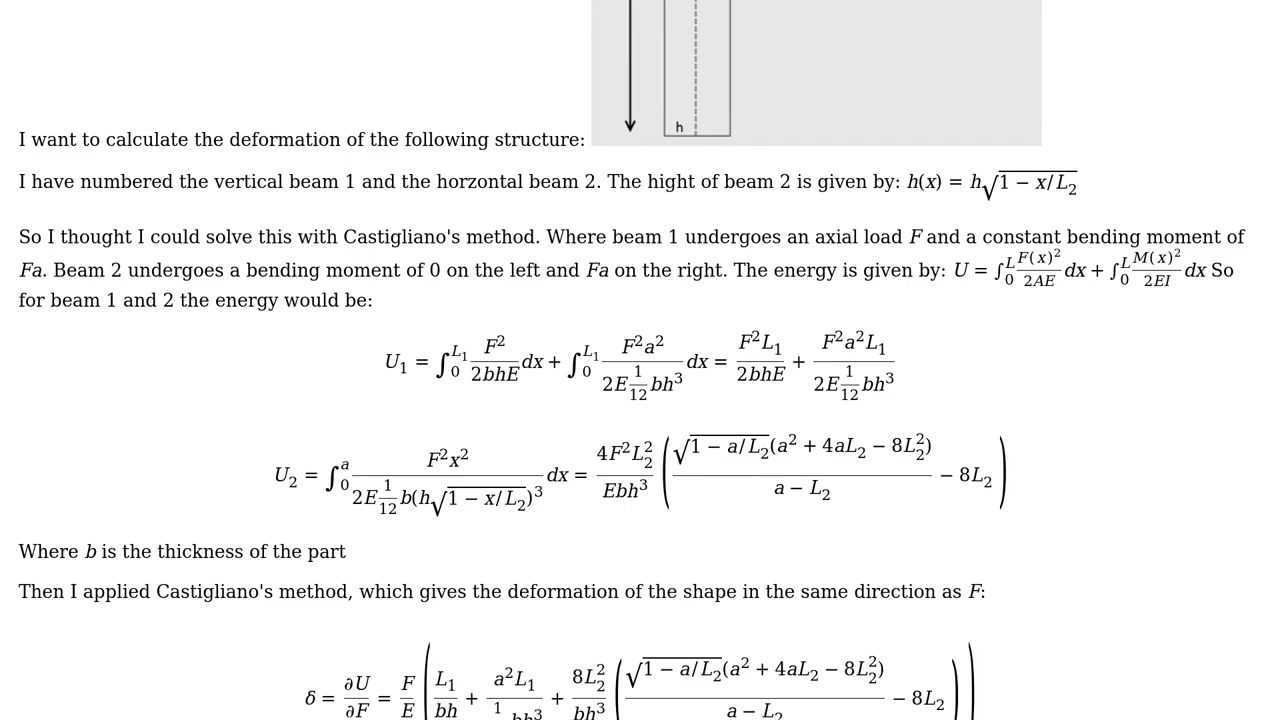 h
I want to calculate the deformation of the following structure:
I have numbered the vertical beam 1 and the horzontal beam 2. The hight of beam 2 is given by: h(x) = h√(1 − x/L₂)
So I thought I could solve this with Castigliano's method. Where beam 1 undergoes an axial load F and a constant bending moment of
Fa. Beam 2 undergoes a bending moment of 0 on the left and Fa on the right. The energy is given by: U = ∫₀ᴸ F(x)²/2AE dx + ∫₀ᴸ M(x)²/2EI dx So
for beam 1 and 2 the energy would be:
U₁ = ∫₀^{L₁} F²/(2bhE) dx + ∫₀^{L₁} F²a²/(2E 1/12 bh³) dx = F²L₁/(2bhE) + F²a²L₁/(2E 1/12 bh³)
U₂ = ∫₀^a F²x²/(2E 1/12 b(h√(1 − x/L₂))³) dx = 4F²L₂²/(Ebh³) (√(1 − a/L₂)(a² + 4aL₂ − 8L₂²)/(a − L₂) − 8L₂)
Where b is the thickness of the part
Then I applied Castigliano's method, which gives the deformation of the shape in the same direction as F:
δ = ∂U/∂F = F/E (L₁/(bh) + a²L₁/(1 bh³) + 8L₂²/(bh³) (√(1 − a/L₂)(a² + 4aL₂ − 8L₂²)/(a − L₂) − 8L₂))